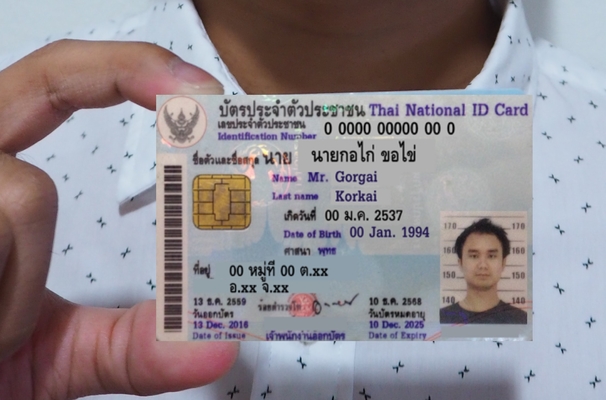 บัตรประจำตัวประชาชน Thai National ID Card
เลขประจำตัวประชาชน 0 0000 00000 00 0
Identification Number
ชื่อตัวและชื่อสกุล นาย นายกอไก่ ขอไข่
Name Mr. Gorgai
Last name Korkai
เกิดวันที่ 00 ม.ค. 2537
Date of Birth 00 Jan. 1994
ศาสนา พุทธ
ที่อยู่ 00 หมู่ที่ 00 ต.xx
อ.xx จ.xx
13 ธ.ค. 2559
วันออกบัตร
13 Dec. 2016
Date of Issue
เจ้าพนักงานออกบัตร
10 ธ.ค. 2568
วันบัตรหมดอายุ
10 Dec. 2025
Date of Expiry
170 170
160 160
150 150
140 140